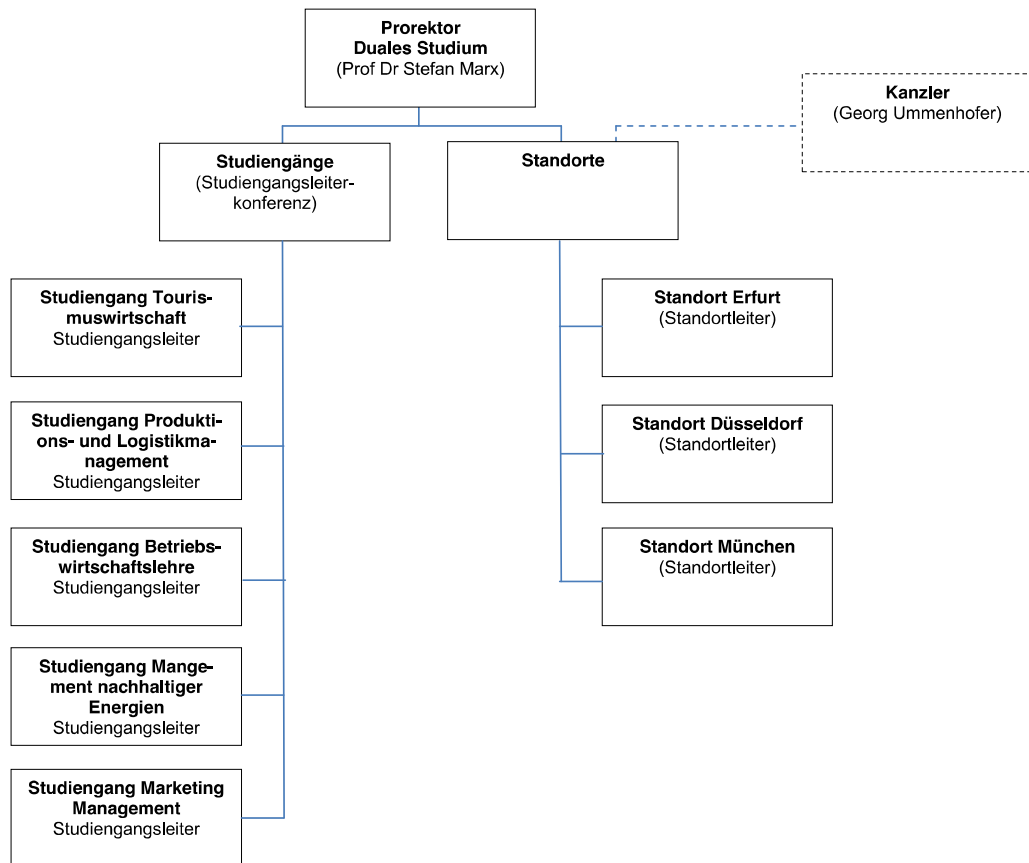 Prorektor
Duales Studium
(Prof Dr Stefan Marx)
Kanzler
(Georg Ummenhofer)
Studiengänge
(Studiengangsleiter-
konferenz)
Standorte
Studiengang Touris-
muswirtschaft
Studiengangsleiter
Studiengang Produkti-
ons- und Logistikma-
nagement
Studiengangsleiter
Studiengang Betriebs-
wirtschaftslehre
Studiengangsleiter
Studiengang Mange-
ment nachhaltiger
Energien
Studiengangsleiter
Studiengang Marketing
Management
Studiengangsleiter
Standort Erfurt
(Standortleiter)
Standort Düsseldorf
(Standortleiter)
Standort München
(Standortleiter)